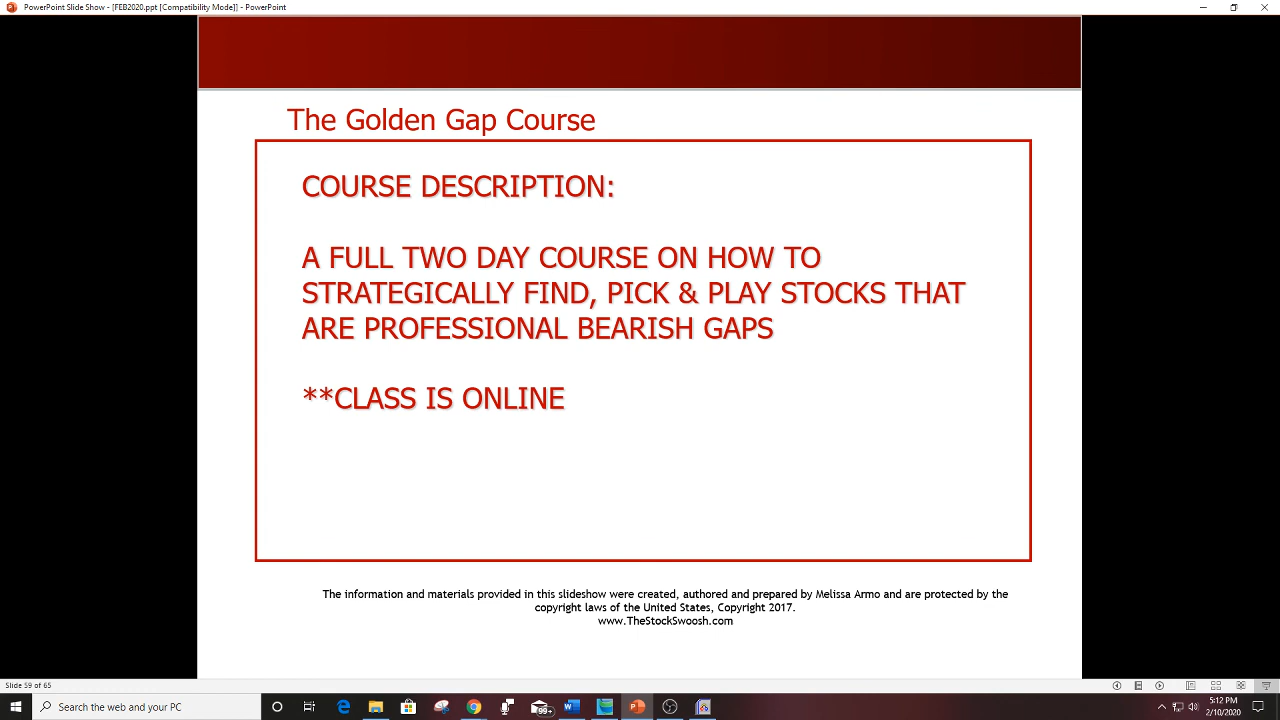 PowerPoint Slide Show - [FEB2020.ppt [Compatibility Mode]] - PowerPoint
The Golden Gap Course
COURSE DESCRIPTION:
A FULL TWO DAY COURSE ON HOW TO
STRATEGICALLY FIND, PICK & PLAY STOCKS THAT
ARE PROFESSIONAL BEARISH GAPS
**CLASS IS ONLINE
The information and materials provided in this slideshow were created, authored and prepared by Melissa Armo and are protected by the
copyright laws of the United States, Copyright 2017.
www.TheStockSwoosh.com
Slide 59 of 65
Search the web and your PC
99+
5:12 PM
2/10/2020